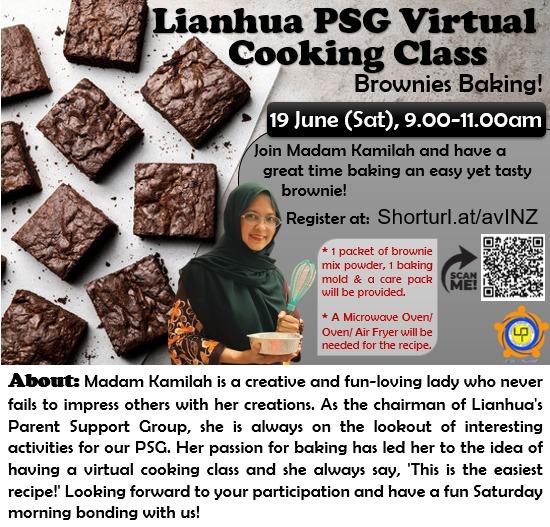 Lianhua PSG Virtual
Cooking Class
Brownies Baking!
19 June (Sat), 9.00-11.00am
Join Madam Kamilah and have a
great time baking an easy yet tasty
brownie!
Register at: Shorturl.at/avINZ
* 1 packet of brownie
mix powder, 1 baking
mold & a care pack
will be provided.
* A Microwave Oven/
Oven/ Air Fryer will be
needed for the recipe.
SCAN
ME!
About: Madam Kamilah is a creative and fun-loving lady who never
fails to impress others with her creations. As the chairman of Lianhua's
Parent Support Group, she is always on the lookout of interesting
activities for our PSG. Her passion for baking has led her to the idea of
having a virtual cooking class and she always say, 'This is the easiest
recipe!' Looking forward to your participation and have a fun Saturday
morning bonding with us!